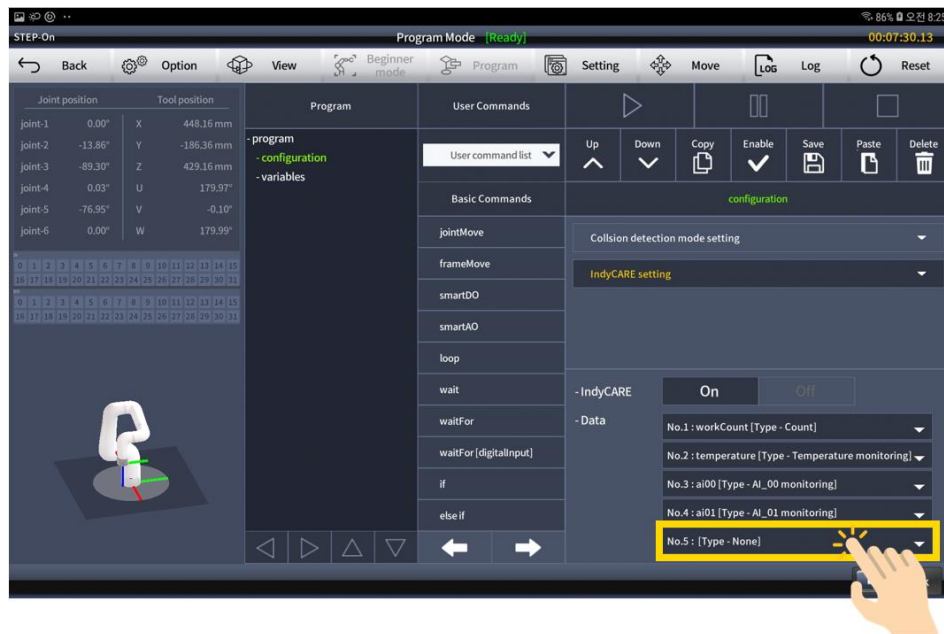 86% 오전 8:25
STEP-On Program Mode [Ready] 00:07:30.13
Back Option View Beginner mode Program Setting Move LOG Log Reset
Joint position Tool position
joint-1 0.00° X 448.16 mm
joint-2 -13.86° Y -186.36 mm
joint-3 -89.30° Z 429.16 mm
joint-4 0.03° U 179.97°
joint-5 -76.95° V -0.10°
joint-6 0.00° W 179.99°
0 1 2 3 4 5 6 7 8 9 10 11 12 13 14 15
16 17 18 19 20 21 22 23 24 25 26 27 28 29 30 31
0 1 2 3 4 5 6 7 8 9 10 11 12 13 14 15
16 17 18 19 20 21 22 23 24 25 26 27 28 29 30 31
Program
- program
- configuration
- variables
User Commands
User command list
Basic Commands
jointMove
frameMove
smartDO
smartAO
loop
wait
waitFor
waitFor [digitalInput]
if
else if
Up Down Copy Enable Save Paste Delete
configuration
Collsion detection mode setting
IndyCARE setting
- IndyCARE On Off
- Data
No.1 : workCount [Type - Count]
No.2 : temperature [Type - Temperature monitoring]
No.3 : ai00 [Type - AI_00 monitoring]
No.4 : ai01 [Type - AI_01 monitoring]
No.5 : [Type - None]